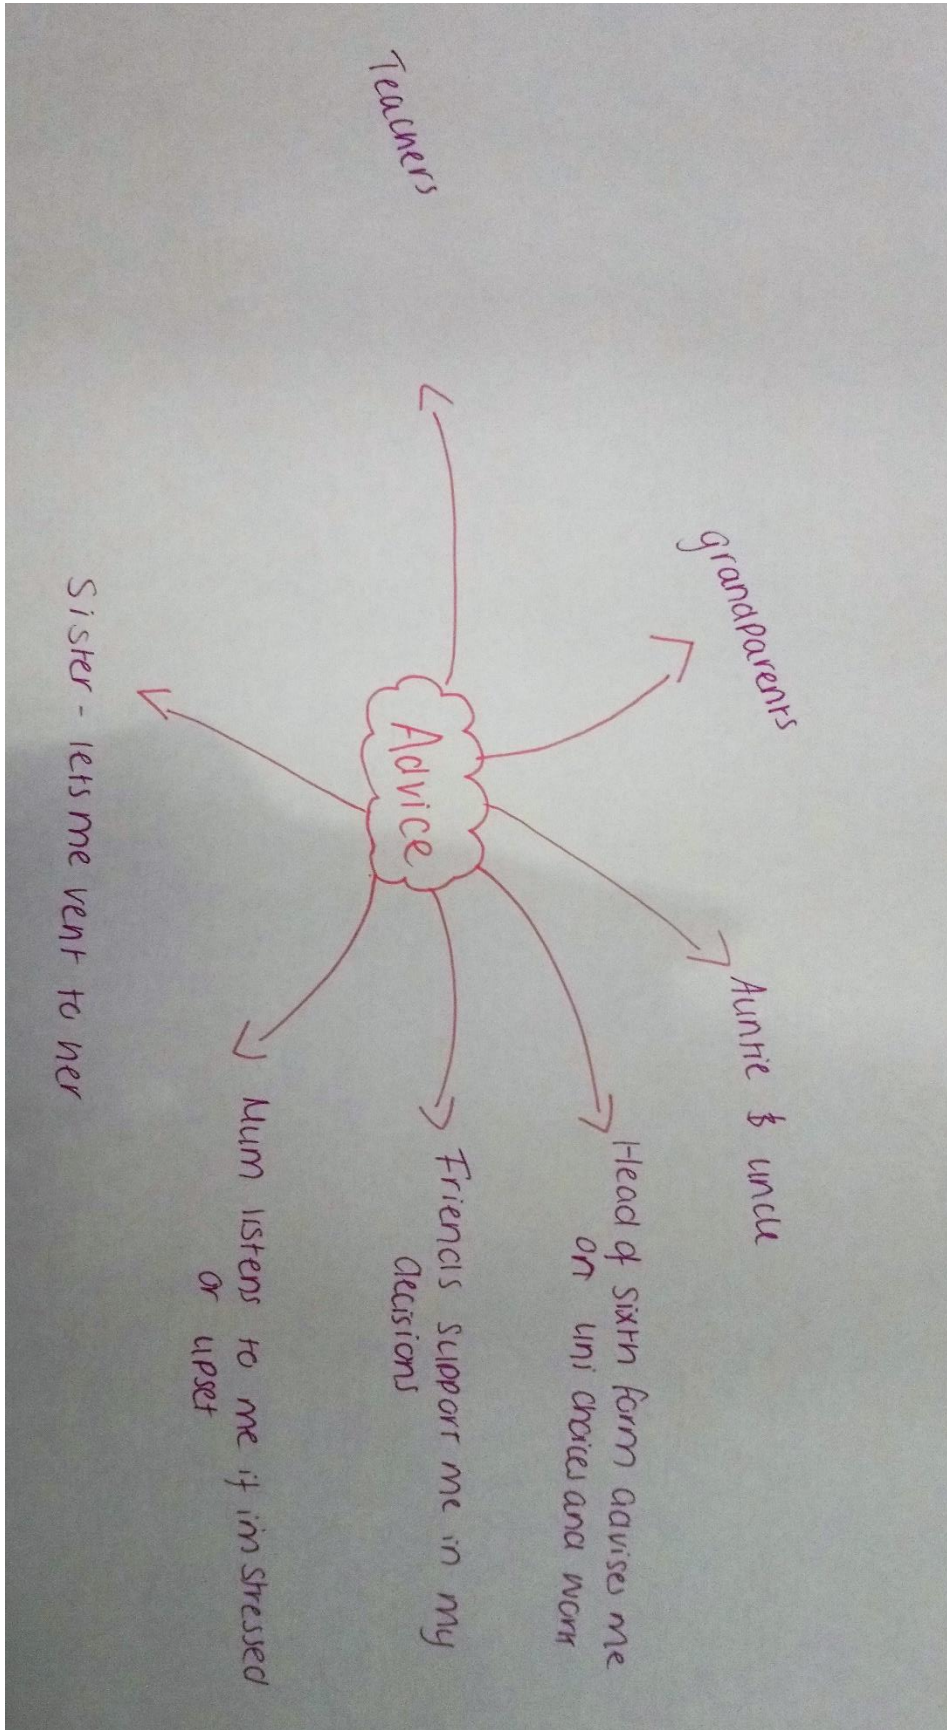 Teachers
grandparents
Auntie & uncle
Advice
Head of sixth form advises me
on uni choices and work
Friends support me in my
decisions
Mum listens to me if im stressed
or upset
Sister - lets me vent to her